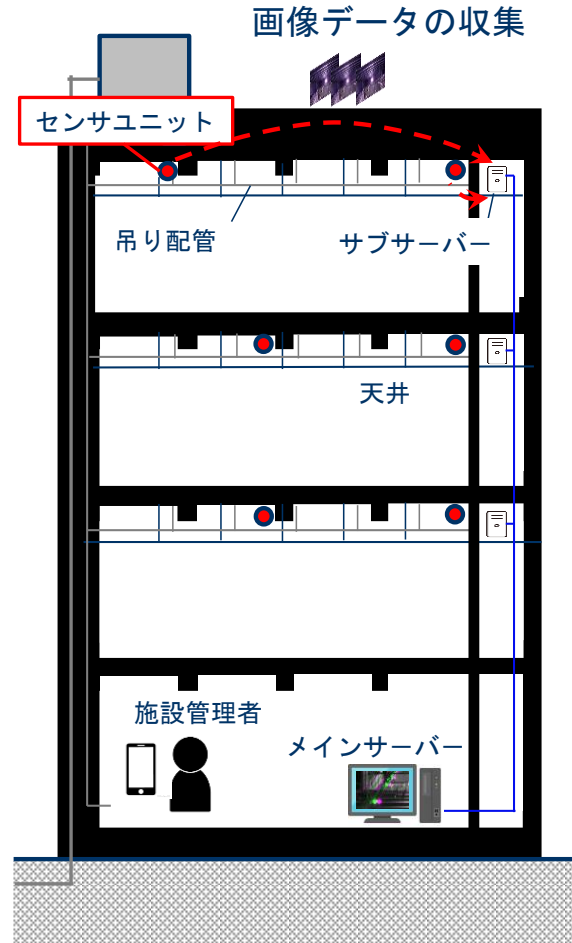 画像データの収集
センサユニット
吊り配管
サブサーバー
天井
施設管理者
メインサーバー